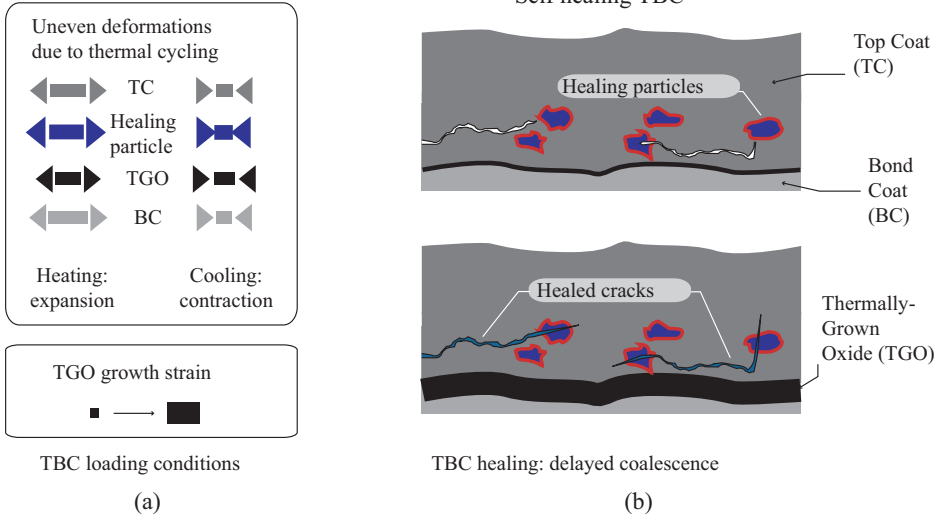 Uneven deformations
due to thermal cycling
TC
Healing
particle
TGO
BC
Heating:
expansion
Cooling:
contraction
TGO growth strain
TBC loading conditions
(a)
Self-healing TBC
Healing particles
Top Coat
(TC)
Bond
Coat
(BC)
Healed cracks
Thermally-
Grown
Oxide (TGO)
TBC healing: delayed coalescence
(b)